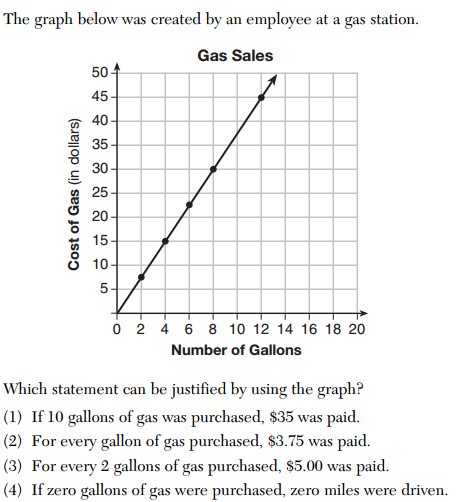 The graph below was created by an employee at a gas station.
Gas Sales
Cost of Gas (in dollars)
50
45
40
35
30
25
20
15
10
5
0 2 4 6 8 10 12 14 16 18 20
Number of Gallons
Which statement can be justified by using the graph?
(1) If 10 gallons of gas was purchased, $35 was paid.
(2) For every gallon of gas purchased, $3.75 was paid.
(3) For every 2 gallons of gas purchased, $5.00 was paid.
(4) If zero gallons of gas were purchased, zero miles were driven.